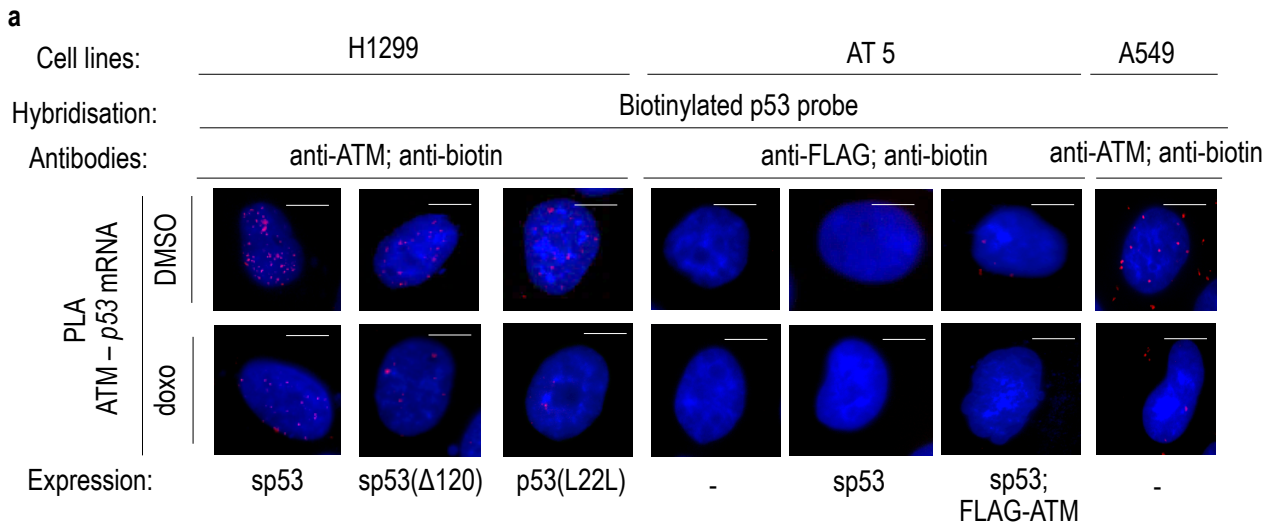 a
Cell lines: H1299 AT 5 A549
Hybridisation: Biotinylated p53 probe
Antibodies: anti-ATM; anti-biotin anti-FLAG; anti-biotin anti-ATM; anti-biotin
PLA
ATM – p53 mRNA
DMSO
doxo
Expression: sp53 sp53(Δ120) p53(L22L) - sp53 sp53; -
FLAG-ATM